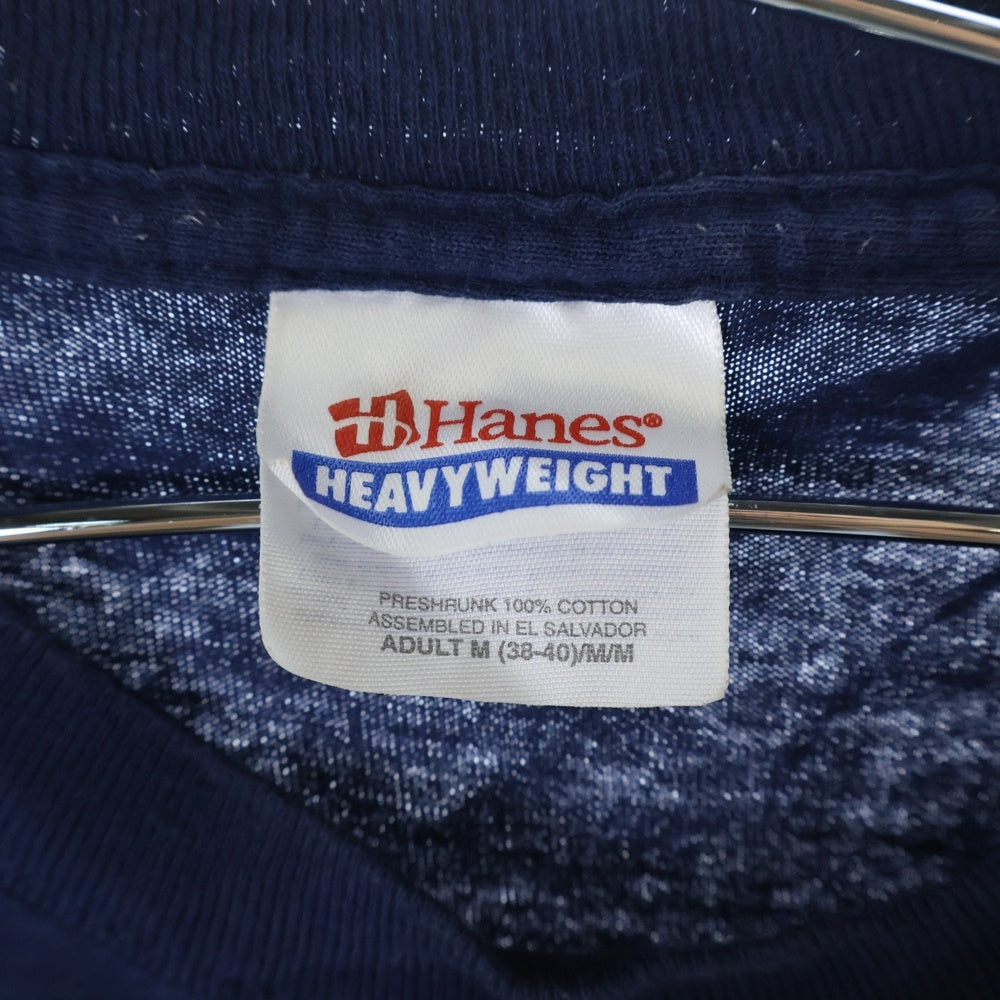 H Hanes®
HEAVYWEIGHT
PRESHRUNK 100% COTTON
ASSEMBLED IN EL SALVADOR
ADULT M (38-40)/M/M